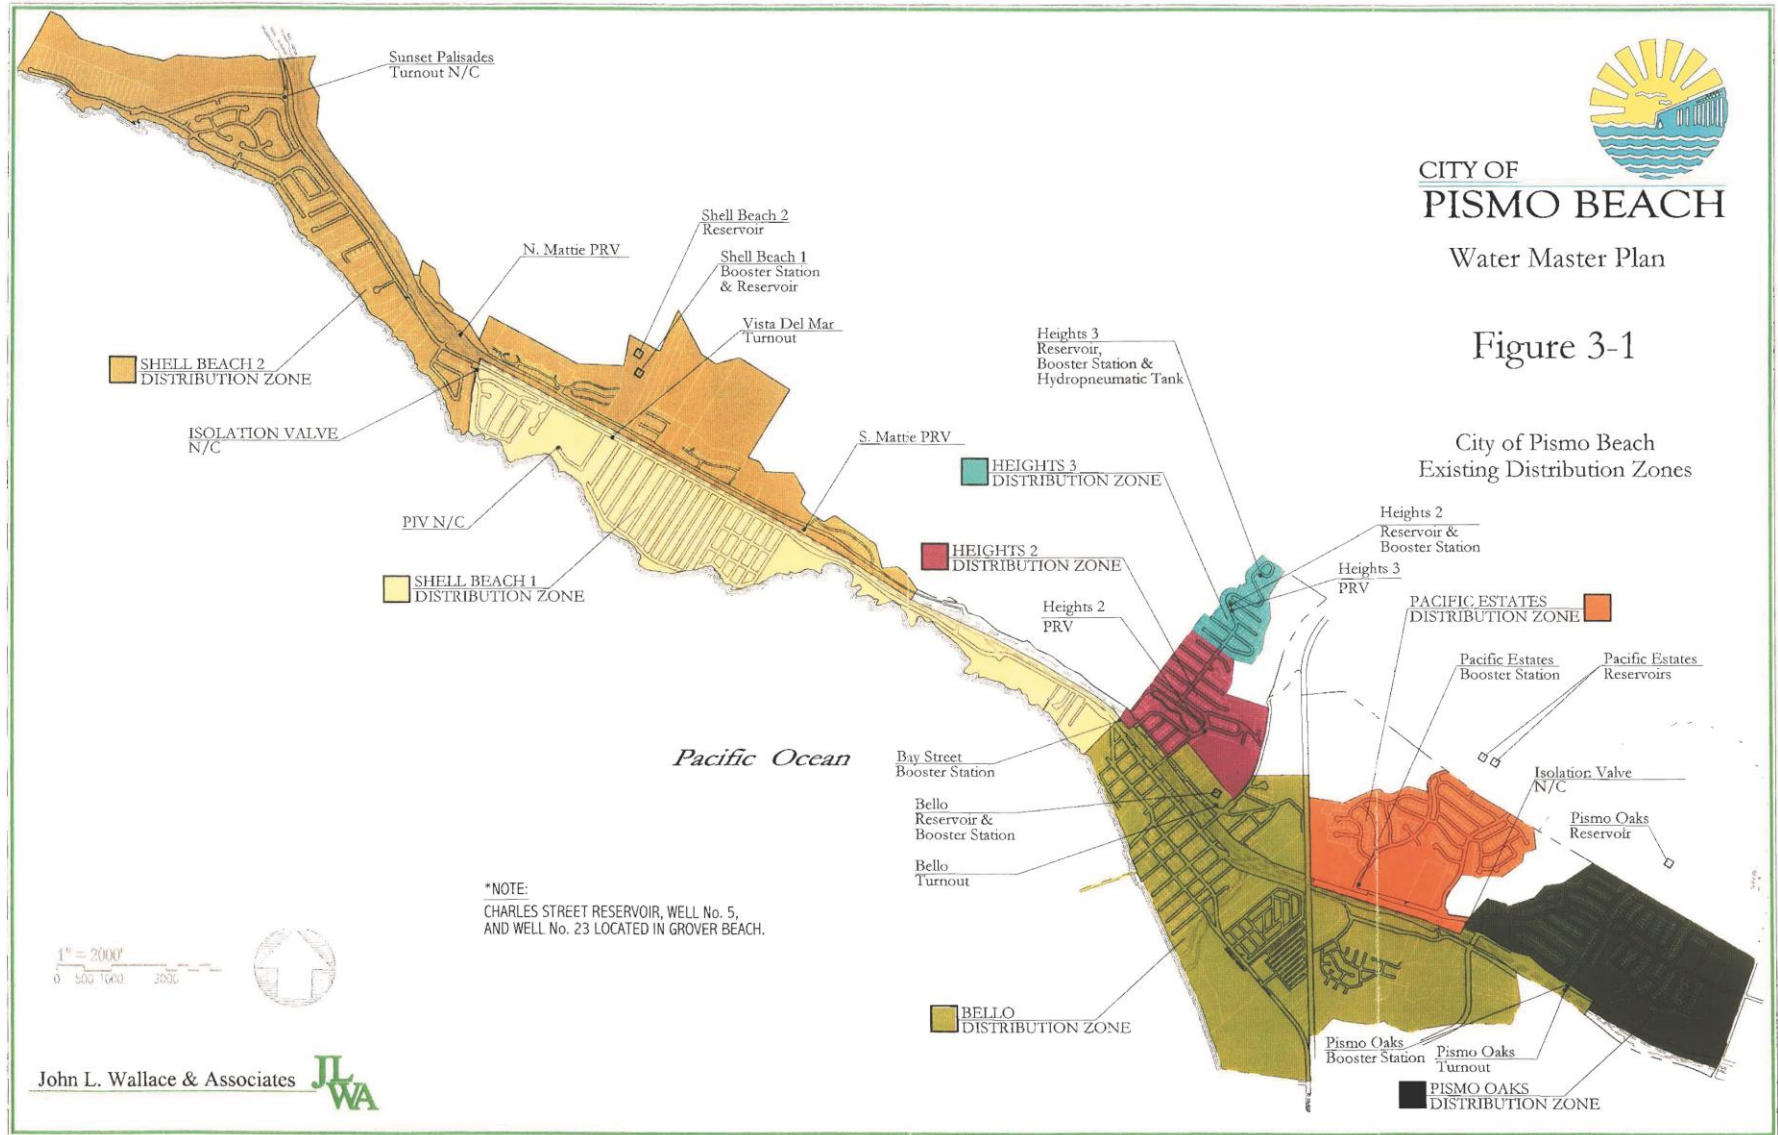 Sunset Palisades
Turnout N/C
CITY OF
PISMO BEACH
Water Master Plan
Figure 3-1
City of Pismo Beach
Existing Distribution Zones
Shell Beach 2
Reservoir
N. Mattie PRV
Shell Beach 1
Booster Station
& Reservoir
Vista Del Mar
Turnout
SHELL BEACH 2
DISTRIBUTION ZONE
ISOLATION VALVE
N/C
S. Mattie PRV
PIV N/C
SHELL BEACH 1
DISTRIBUTION ZONE
Heights 3
Reservoir,
Booster Station &
Hydropneumatic Tank
HEIGHTS 3
DISTRIBUTION ZONE
Heights 2
Reservoir &
Booster Station
HEIGHTS 2
DISTRIBUTION ZONE
Heights 3
PRV
Heights 2
PRV
PACIFIC ESTATES
DISTRIBUTION ZONE
Pacific Estates
Booster Station
Pacific Estates
Reservoirs
Pacific Ocean
Bay Street
Booster Station
Isolation Valve
N/C
Bello
Reservoir &
Booster Station
Pismo Oaks
Reservoir
Bello
Turnout
*NOTE:
CHARLES STREET RESERVOIR, WELL No. 5,
AND WELL No. 23 LOCATED IN GROVER BEACH.
1" = 2000'
0 500 1000 3000
BELLO
DISTRIBUTION ZONE
Pismo Oaks
Booster Station
Pismo Oaks
Turnout
PISMO OAKS
DISTRIBUTION ZONE
John L. Wallace & Associates
JLWA